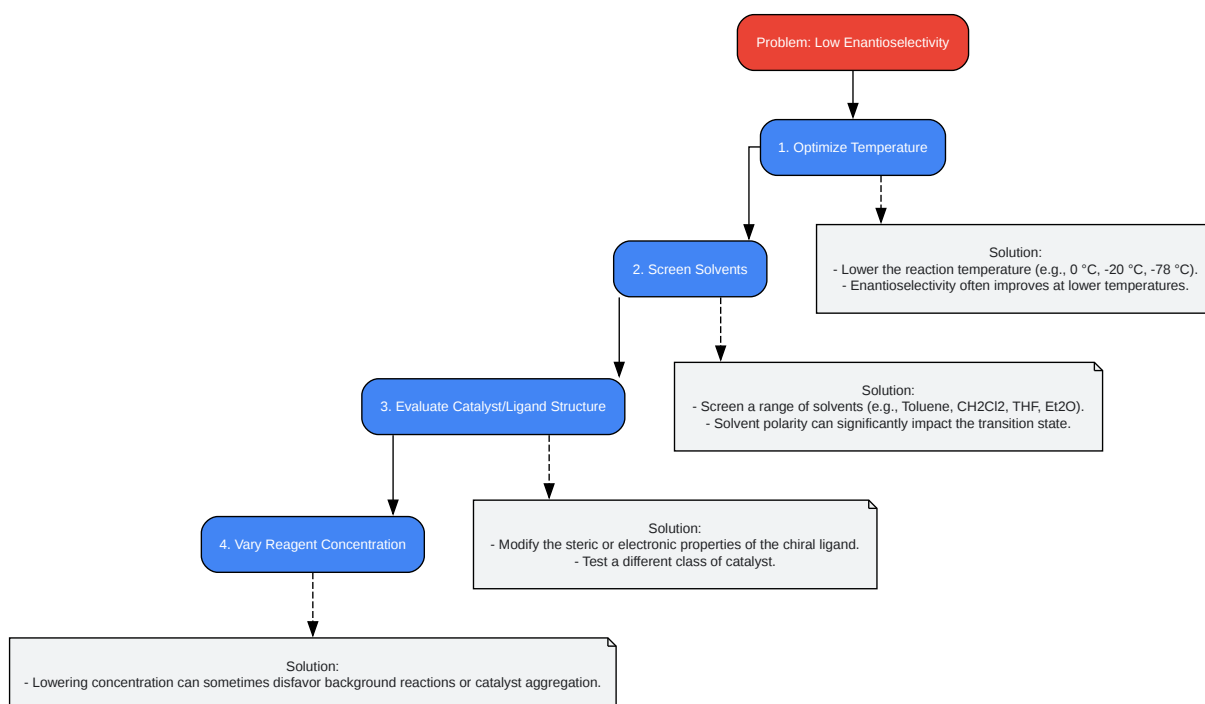 Problem: Low Enantioselectivity
1. Optimize Temperature
Solution:
- Lower the reaction temperature (e.g., 0 °C, -20 °C, -78 °C).
- Enantioselectivity often improves at lower temperatures.
2. Screen Solvents
Solution:
- Screen a range of solvents (e.g., Toluene, CH2Cl2, THF, Et2O).
- Solvent polarity can significantly impact the transition state.
3. Evaluate Catalyst/Ligand Structure
Solution:
- Modify the steric or electronic properties of the chiral ligand.
- Test a different class of catalyst.
4. Vary Reagent Concentration
Solution:
- Lowering concentration can sometimes disfavor background reactions or catalyst aggregation.